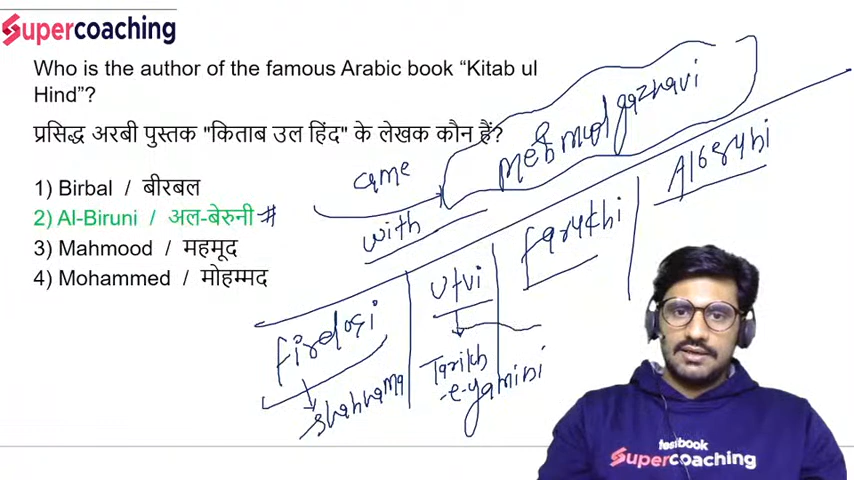 Supercoaching
Who is the author of the famous Arabic book “Kitab ul
Hind”?
प्रसिद्ध अरबी पुस्तक "किताब उल हिंद" के लेखक कौन हैं?
1) Birbal / बीरबल
2) Al-Biruni / अल-बेरुनी #
3) Mahmood / महमूद
4) Mohammed / मोहम्मद
came
with
Mehmud gaznavi
firdosi
Utvi
farukhi
Alberuhi
shahnama
Tarikh
-e-yamini
testbook
Supercoaching